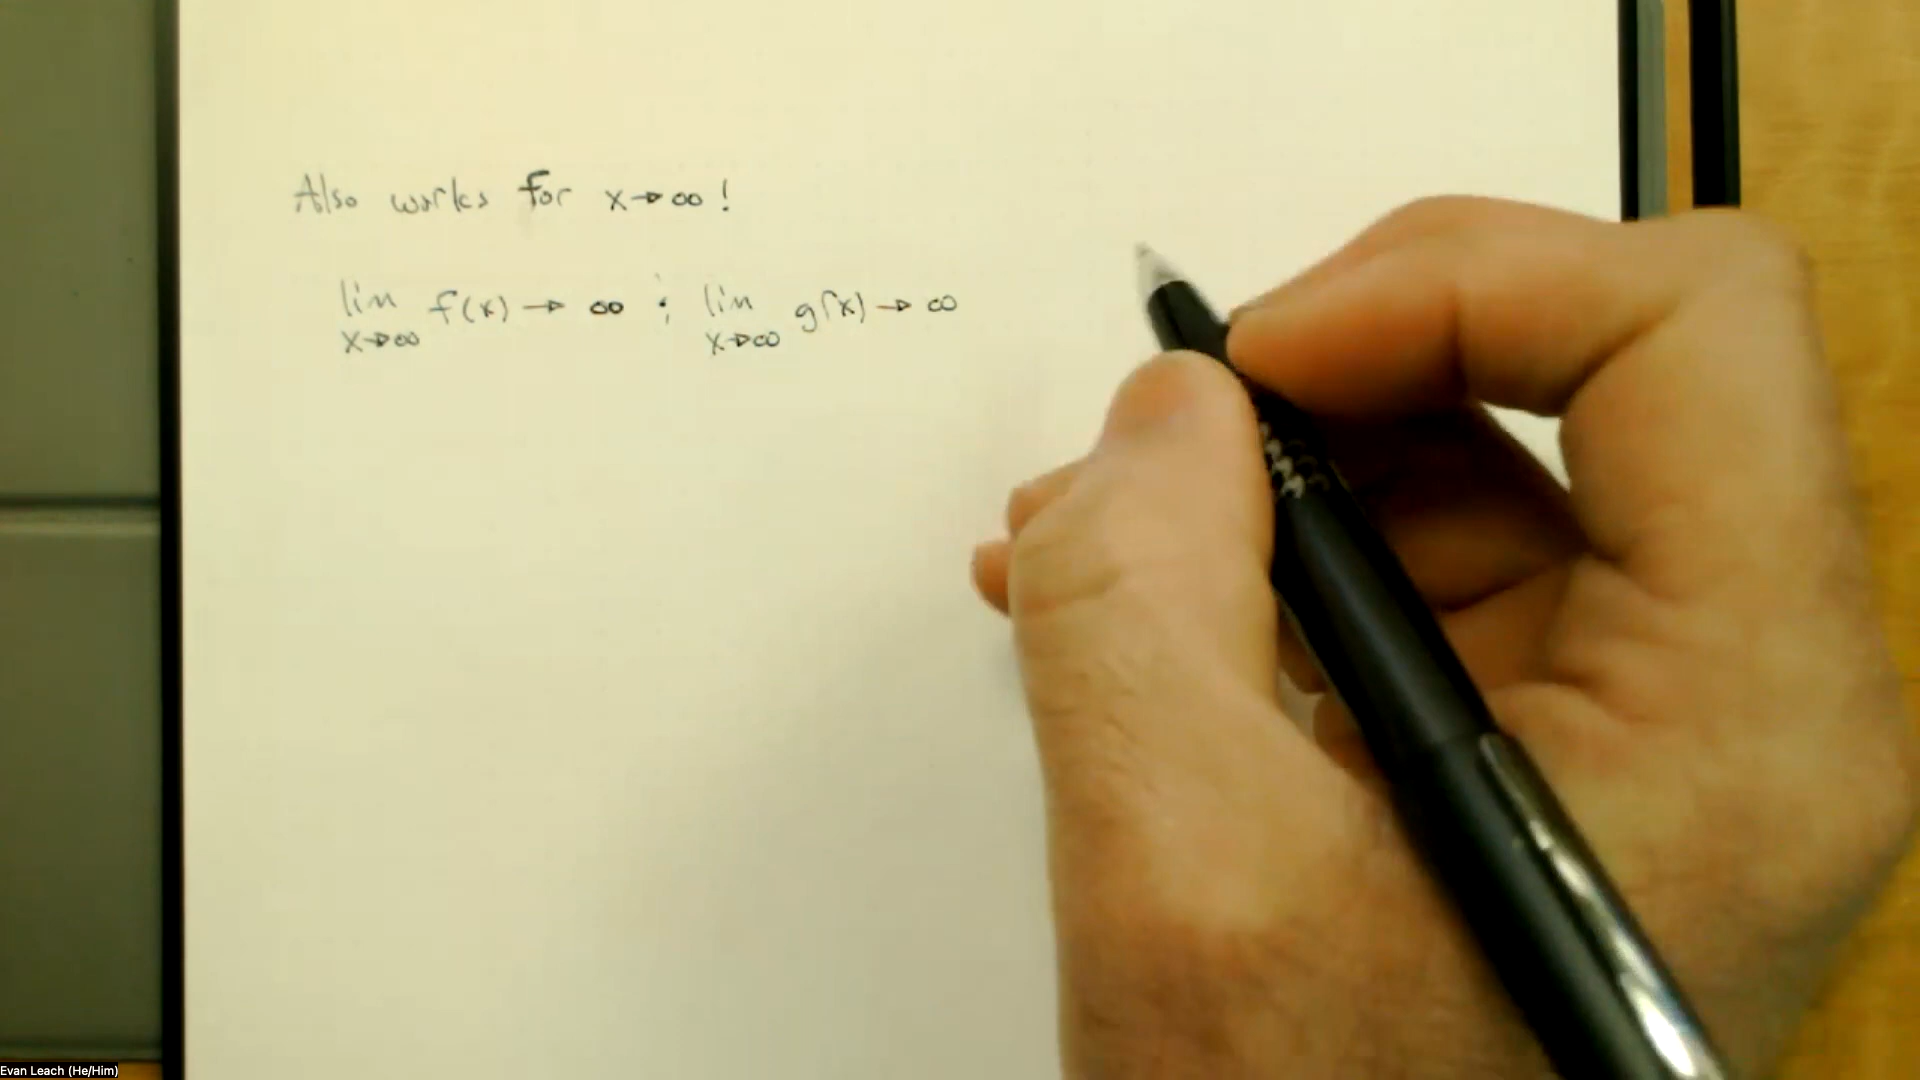 Also works for x→∞!
lim f(x) → ∞ ; lim g(x) → ∞
x→∞ x→∞
Evan Leach (He/Him)